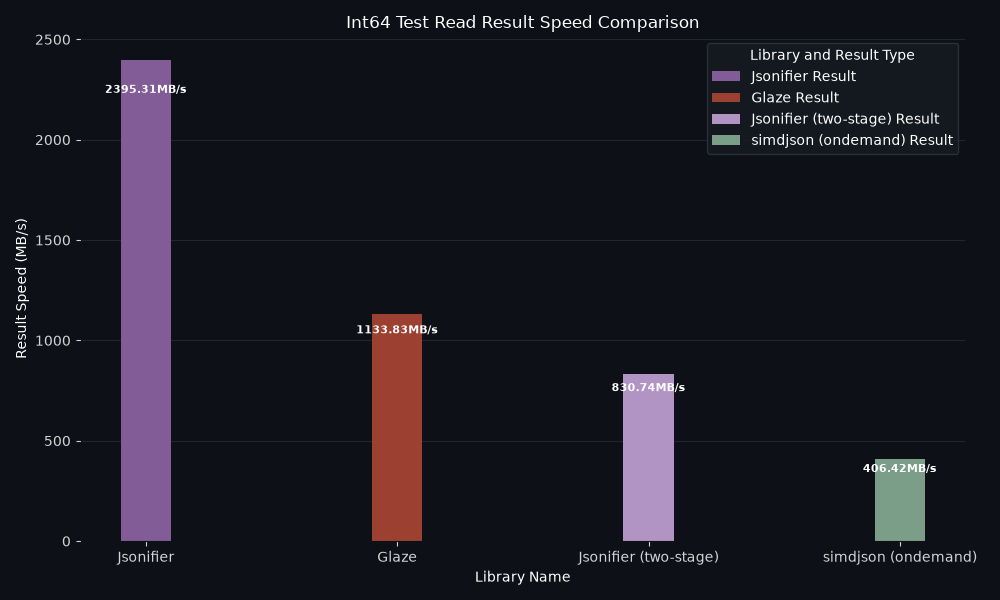 Int64 Test Read Result Speed Comparison
Library and Result Type
Jsonifier Result
Glaze Result
Jsonifier (two-stage) Result
simdjson (ondemand) Result
Result Speed (MB/s)
2500
2000
1500
1000
500
0
2395.31MB/s
1133.83MB/s
830.74MB/s
406.42MB/s
Jsonifier
Glaze
Jsonifier (two-stage)
simdjson (ondemand)
Library Name